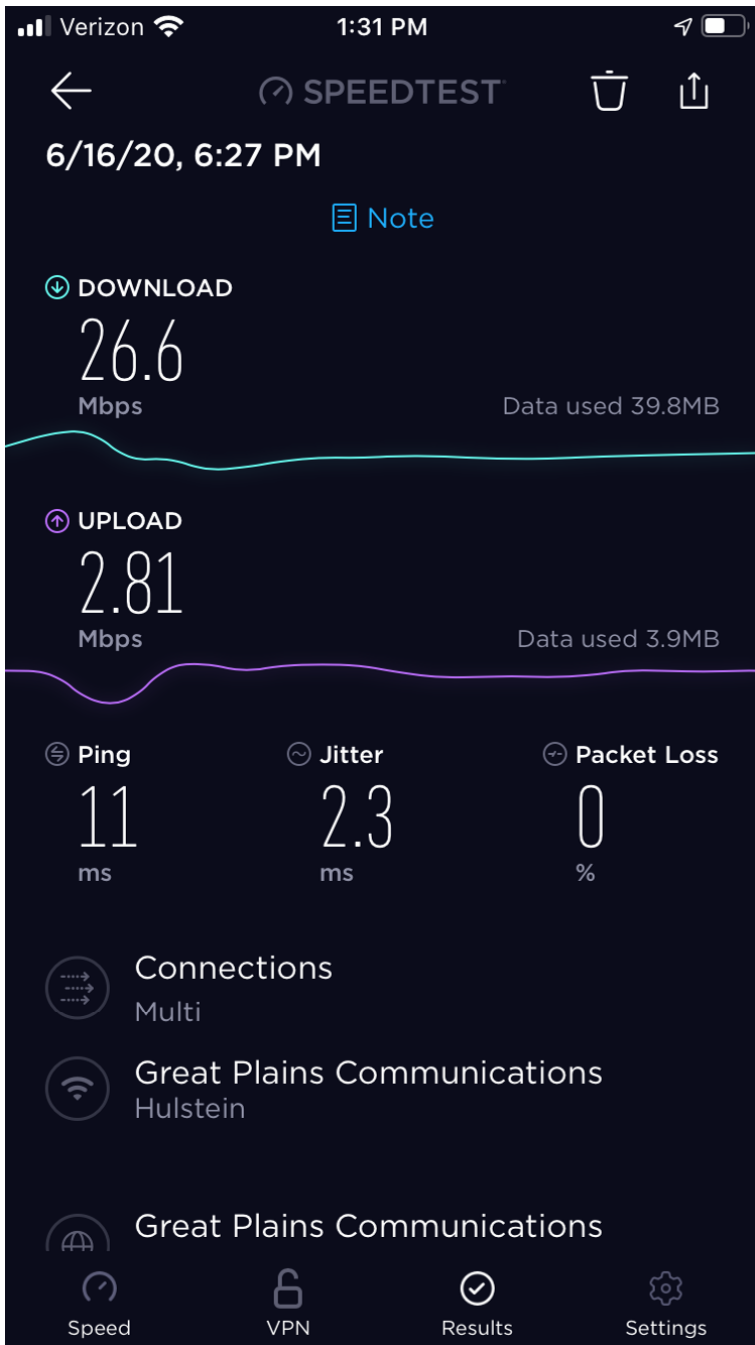 Verizon 1:31 PM
SPEEDTEST
6/16/20, 6:27 PM
Note
DOWNLOAD
26.6
Mbps Data used 39.8MB
UPLOAD
2.81
Mbps Data used 3.9MB
Ping Jitter Packet Loss
11 2.3 0
ms ms %
Connections
Multi
Great Plains Communications
Hulstein
Great Plains Communications
Speed VPN Results Settings